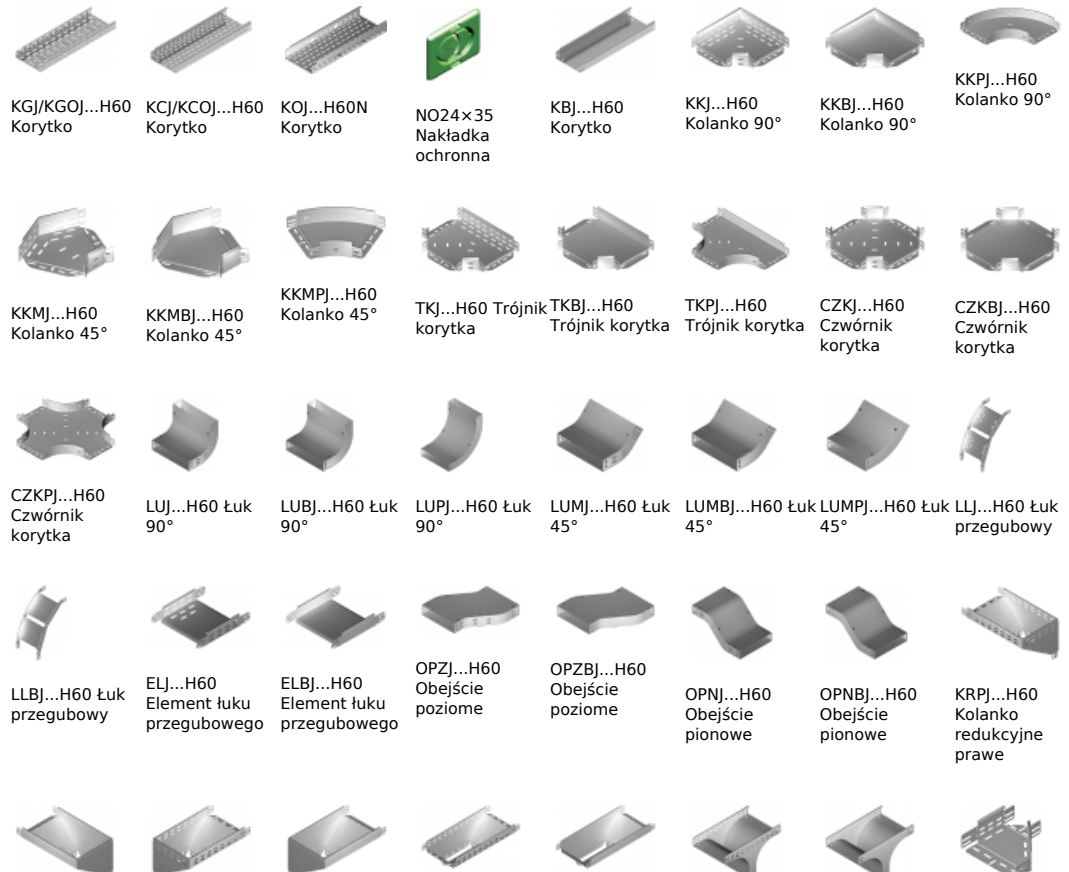 KGJ/KGOJ...H60
Korytko
KCJ/KCOJ...H60
Korytko
KOJ...H60N
Korytko
NO24×35
Nakładka
ochronna
KBJ...H60
Korytko
KKJ...H60
Kolanko 90°
KKBJ...H60
Kolanko 90°
KKPJ...H60
Kolanko 90°
KKMJ...H60
Kolanko 45°
KKMBJ...H60
Kolanko 45°
KKMPJ...H60
Kolanko 45°
TKJ...H60 Trójnik
korytka
TKBJ...H60
Trójnik korytka
TKPJ...H60
Trójnik korytka
CZKJ...H60
Czwórnik
korytka
CZKBJ...H60
Czwórnik
korytka
CZKPJ...H60
Czwórnik
korytka
LUJ...H60 Łuk
90°
LUBJ...H60 Łuk
90°
LUPJ...H60 Łuk
90°
LUMJ...H60 Łuk
45°
LUMBJ...H60 Łuk
45°
LUMPJ...H60 Łuk
45°
LLJ...H60 Łuk
przegubowy
LLBJ...H60 Łuk
przegubowy
ELJ...H60
Element łuku
przegubowego
ELBJ...H60
Element łuku
przegubowego
OPZJ...H60
Obejście
poziome
OPZBJ...H60
Obejście
poziome
OPNJ...H60
Obejście
pionowe
OPNBJ...H60
Obejście
pionowe
KRPJ...H60
Kolanko
redukcyjne
prawe